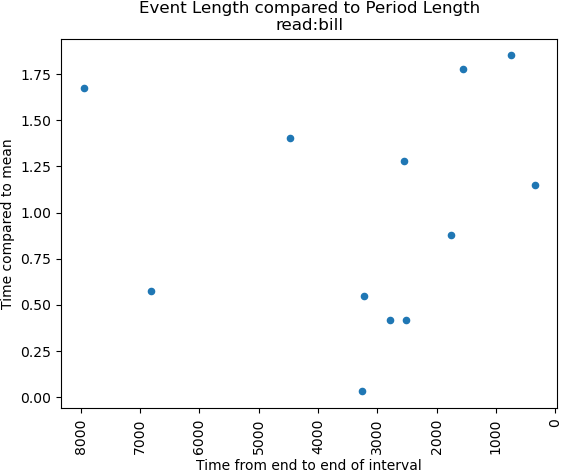 Event Length compared to Period Length
read:bill
Time compared to mean
1.75
1.50
1.25
1.00
0.75
0.50
0.25
0.00
8000 7000 6000 5000 4000 3000 2000 1000 0
Time from end to end of interval